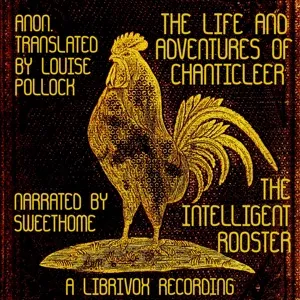 ANON.
TRANSLATED
BY LOUISE
POLLOCK
THE LIFE AND
ADVENTURES OF
CHANTICLEER
NARRATED BY
SWEETHOME
THE
INTELLIGENT
ROOSTER
A LIBRIVOX RECORDING